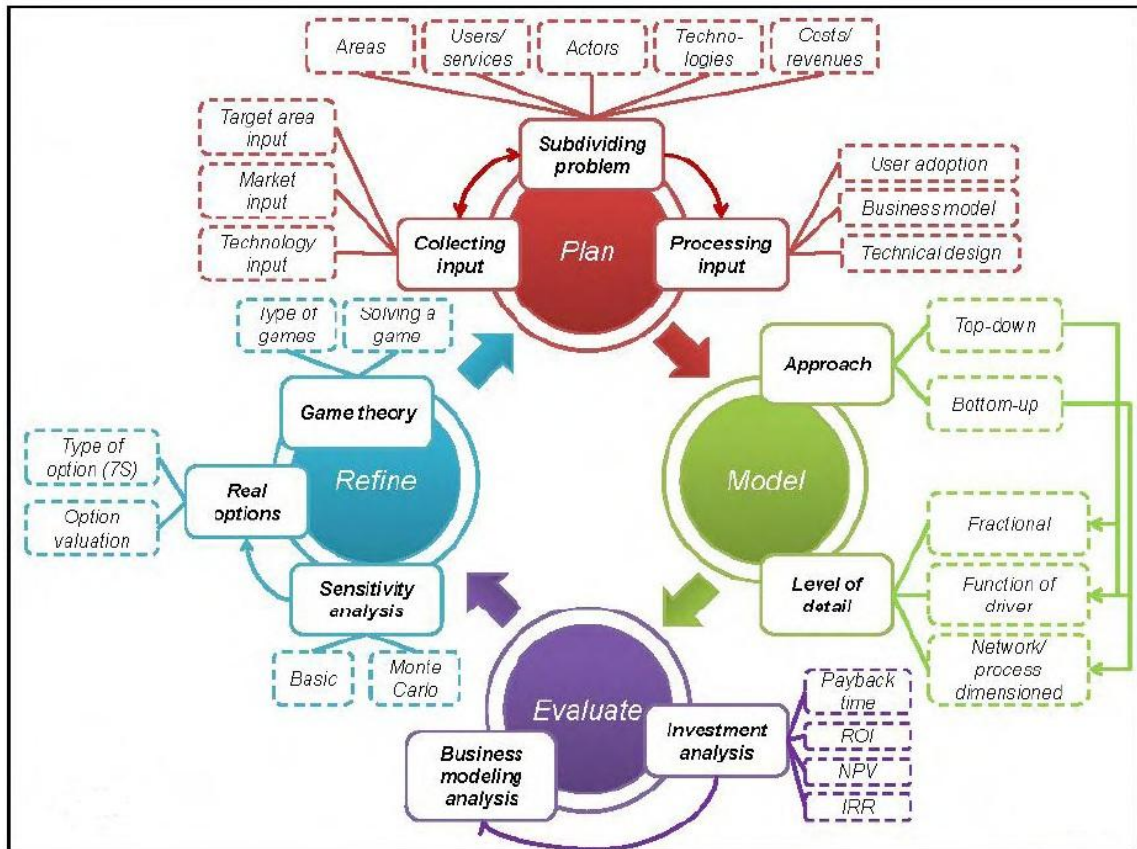 Areas
Users/
services
Actors
Techno-
logies
Costs/
revenues
Target area
input
Market
input
Technology
input
Subdividing
problem
Collecting
input
Plan
Processing
input
User adoption
Business model
Technical design
Type of
games
Solving a
game
Game theory
Refine
Type of
option (7S)
Option
valuation
Real
options
Sensitivity
analysis
Basic
Monte
Carlo
Approach
Top-down
Bottom-up
Model
Level of
detail
Fractional
Function of
driver
Network/
process
dimensioned
Evaluate
Business
modeling
analysis
Investment
analysis
Payback
time
ROI
NPV
IRR